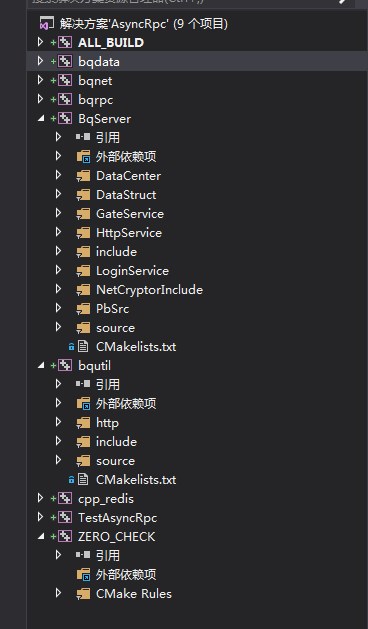 解决方案'AsyncRpc' (9 个项目)
ALL_BUILD
bqdata
bqnet
bqrpc
BqServer
引用
外部依赖项
DataCenter
DataStruct
GateService
HttpService
include
LoginService
NetCryptorInclude
PbSrc
source
CMakelists.txt
bqutil
引用
外部依赖项
http
include
source
CMakelists.txt
cpp_redis
TestAsyncRpc
ZERO_CHECK
引用
外部依赖项
CMake Rules